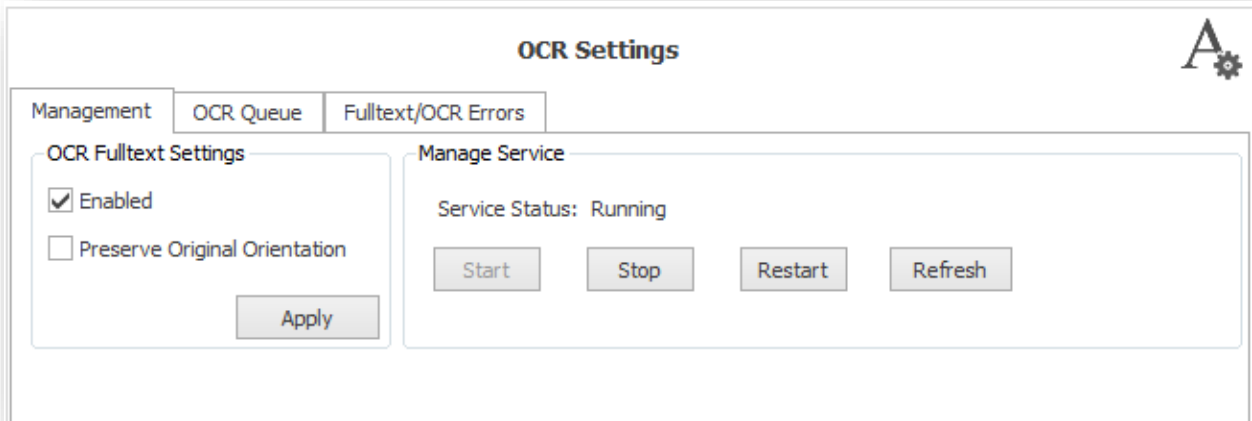 OCR Settings
Management OCR Queue Fulltext/OCR Errors
OCR Fulltext Settings
Enabled
Preserve Original Orientation
Apply
Manage Service
Service Status: Running
Start Stop Restart Refresh